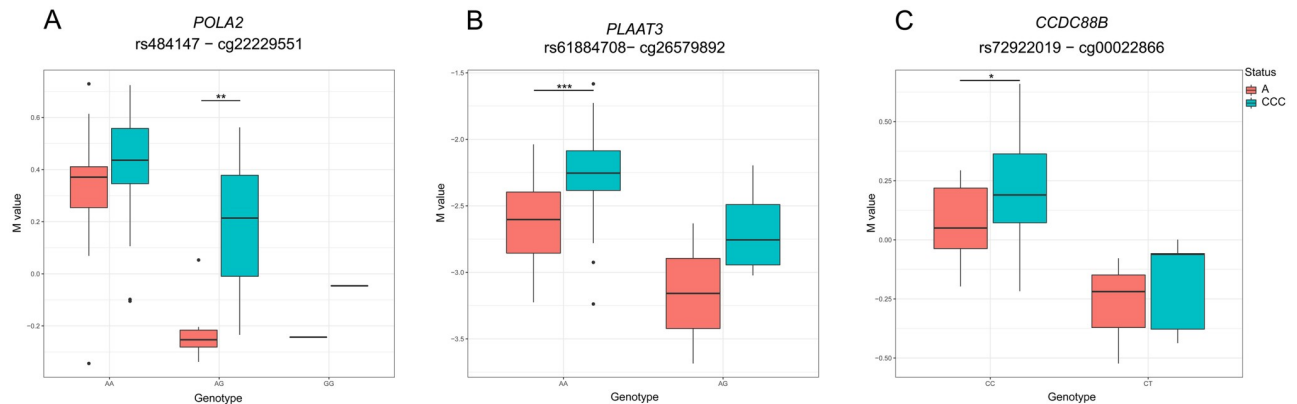 A
POLA2
rs484147 – cg22229551
**
0.6
0.4
0.2
0.0
−0.2
M value
AA
AG
GG
Genotype
B
PLAAT3
rs61884708– cg26579892
***
−1.5
−2.0
−2.5
−3.0
−3.5
M value
AA
AG
Genotype
C
CCDC88B
rs72922019 – cg00022866
*
0.50
0.25
0.00
−0.25
−0.50
M value
CC
CT
Genotype
Status
A
CCC